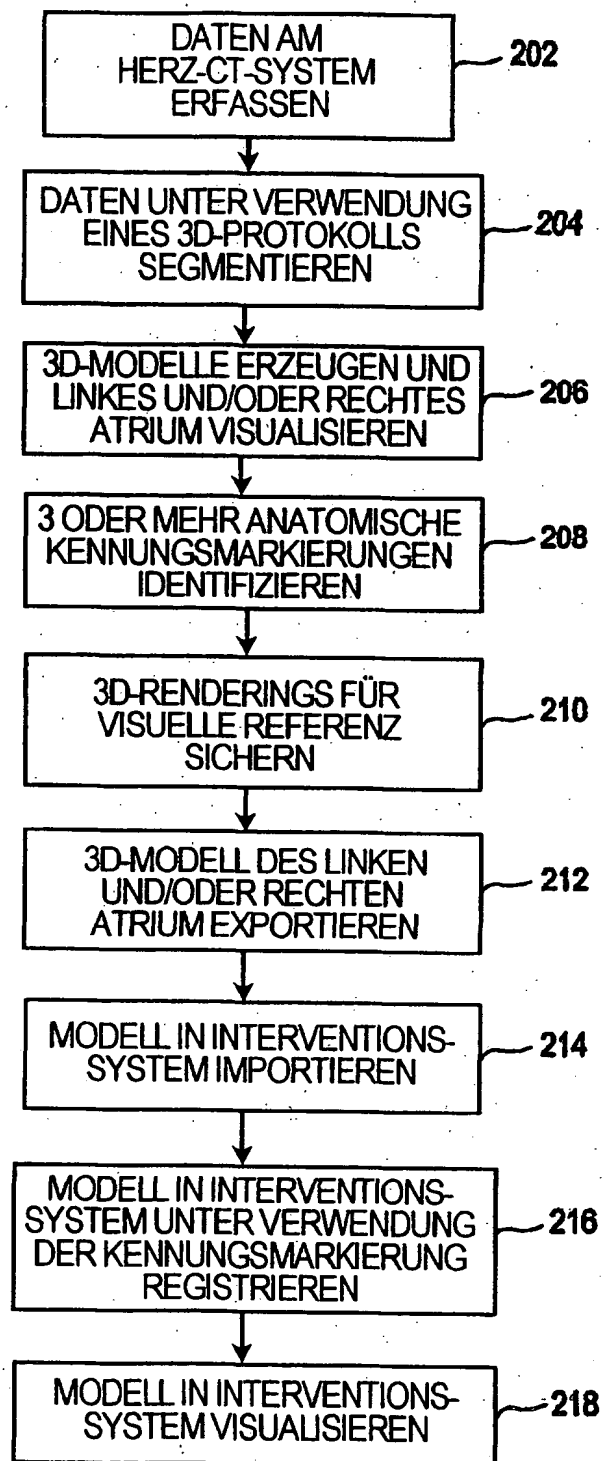 DATEN AM
HERZ-CT-SYSTEM
ERFASSEN
202
DATEN UNTER VERWENDUNG
EINES 3D-PROTOKOLLS
SEGMENTIEREN
204
3D-MODELLE ERZEUGEN UND
LINKES UND/ODER RECHTES
ATRIUM VISUALISIEREN
206
3 ODER MEHR ANATOMISCHE
KENNUNGSMARKIERUNGEN
IDENTIFIZIEREN
208
3D-RENDERINGS FÜR
VISUELLE REFERENZ
SICHERN
210
3D-MODELL DES LINKEN
UND/ODER RECHTEN
ATRIUM EXPORTIEREN
212
MODELL IN INTERVENTIONS-
SYSTEM IMPORTIEREN
214
MODELL IN INTERVENTIONS-
SYSTEM UNTER VERWENDUNG
DER KENNUNGSMARKIERUNG
REGISTRIEREN
216
MODELL IN INTERVENTIONS-
SYSTEM VISUALISIEREN
218